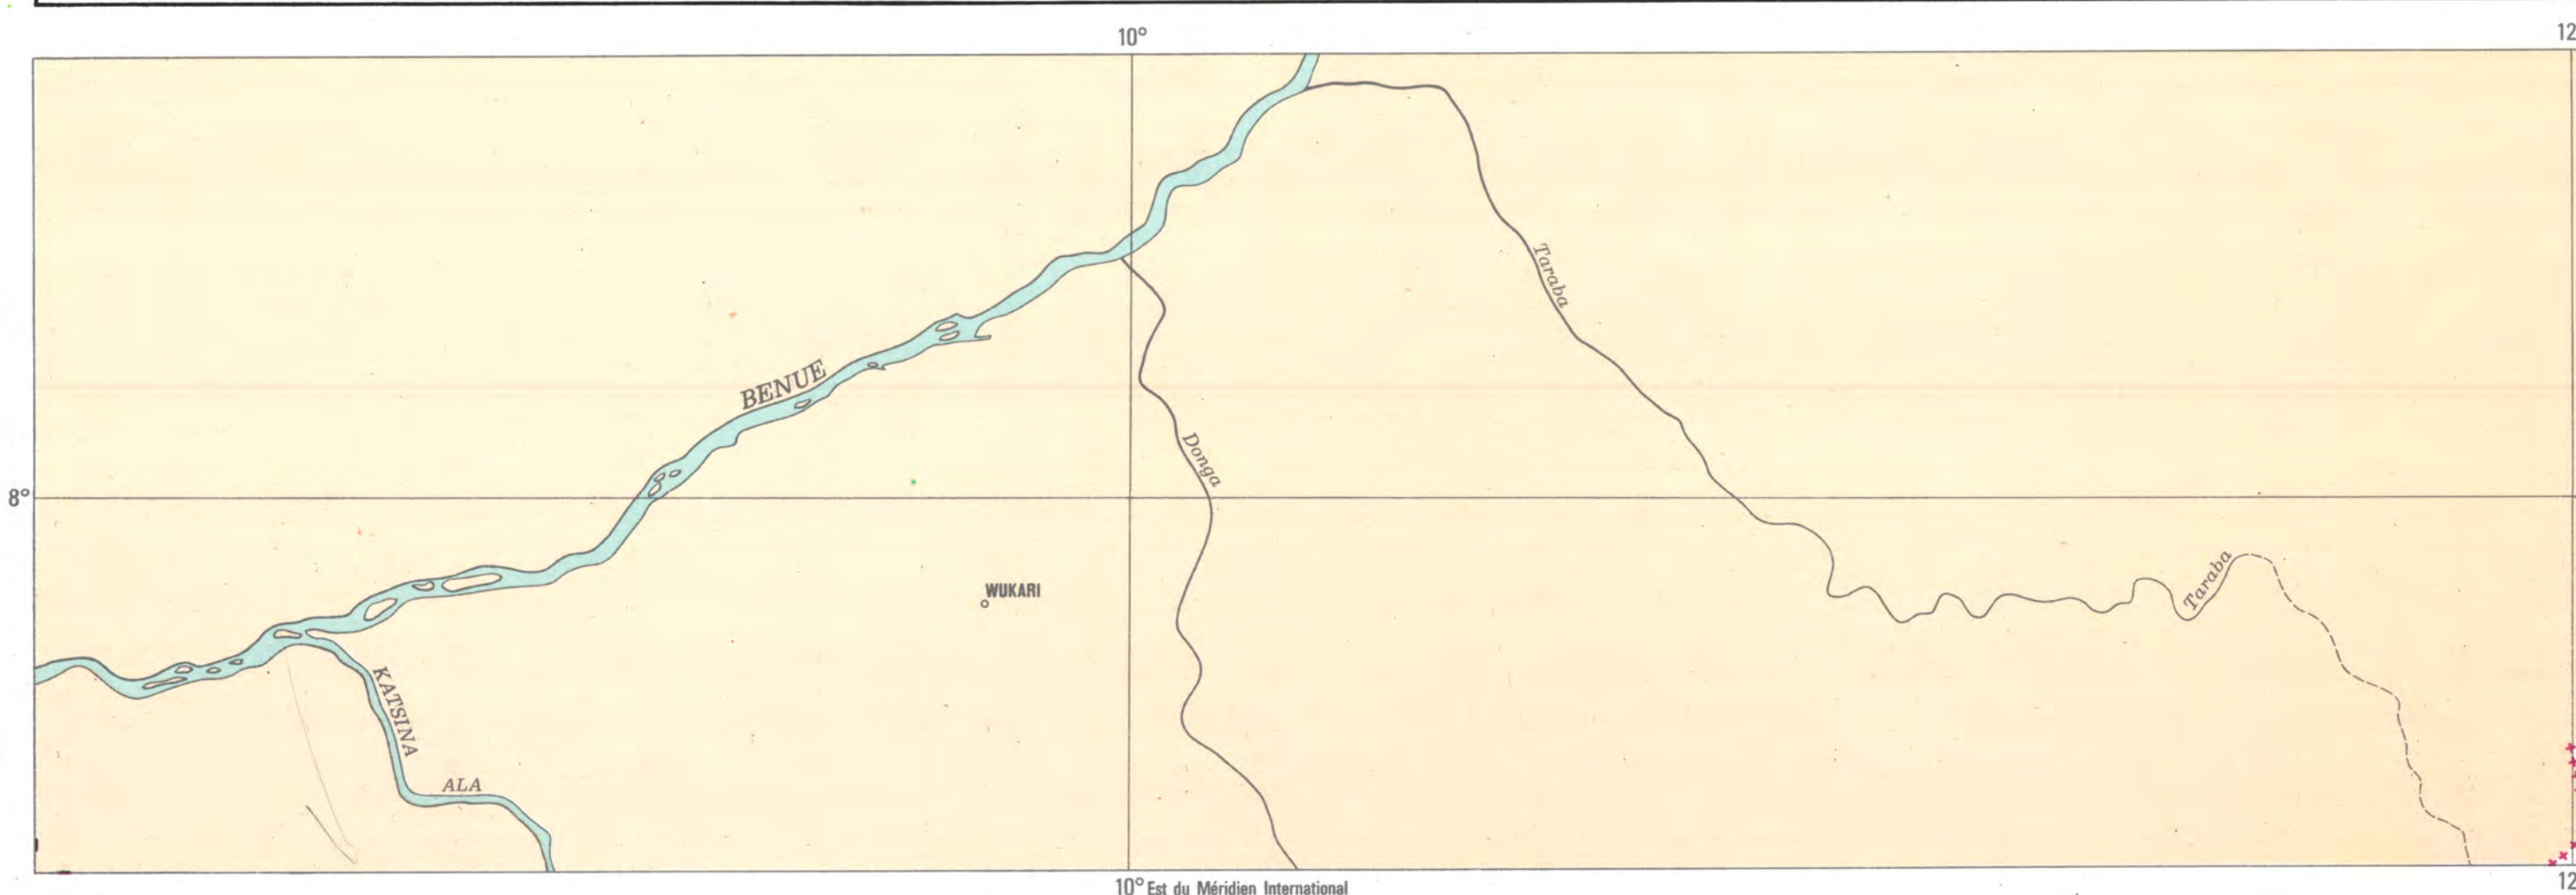 10°
12
Taraba
BENUE
Donga
8°
Taraba
WUKARI
KATSINA
ALA
10° Est du Méridien International
12